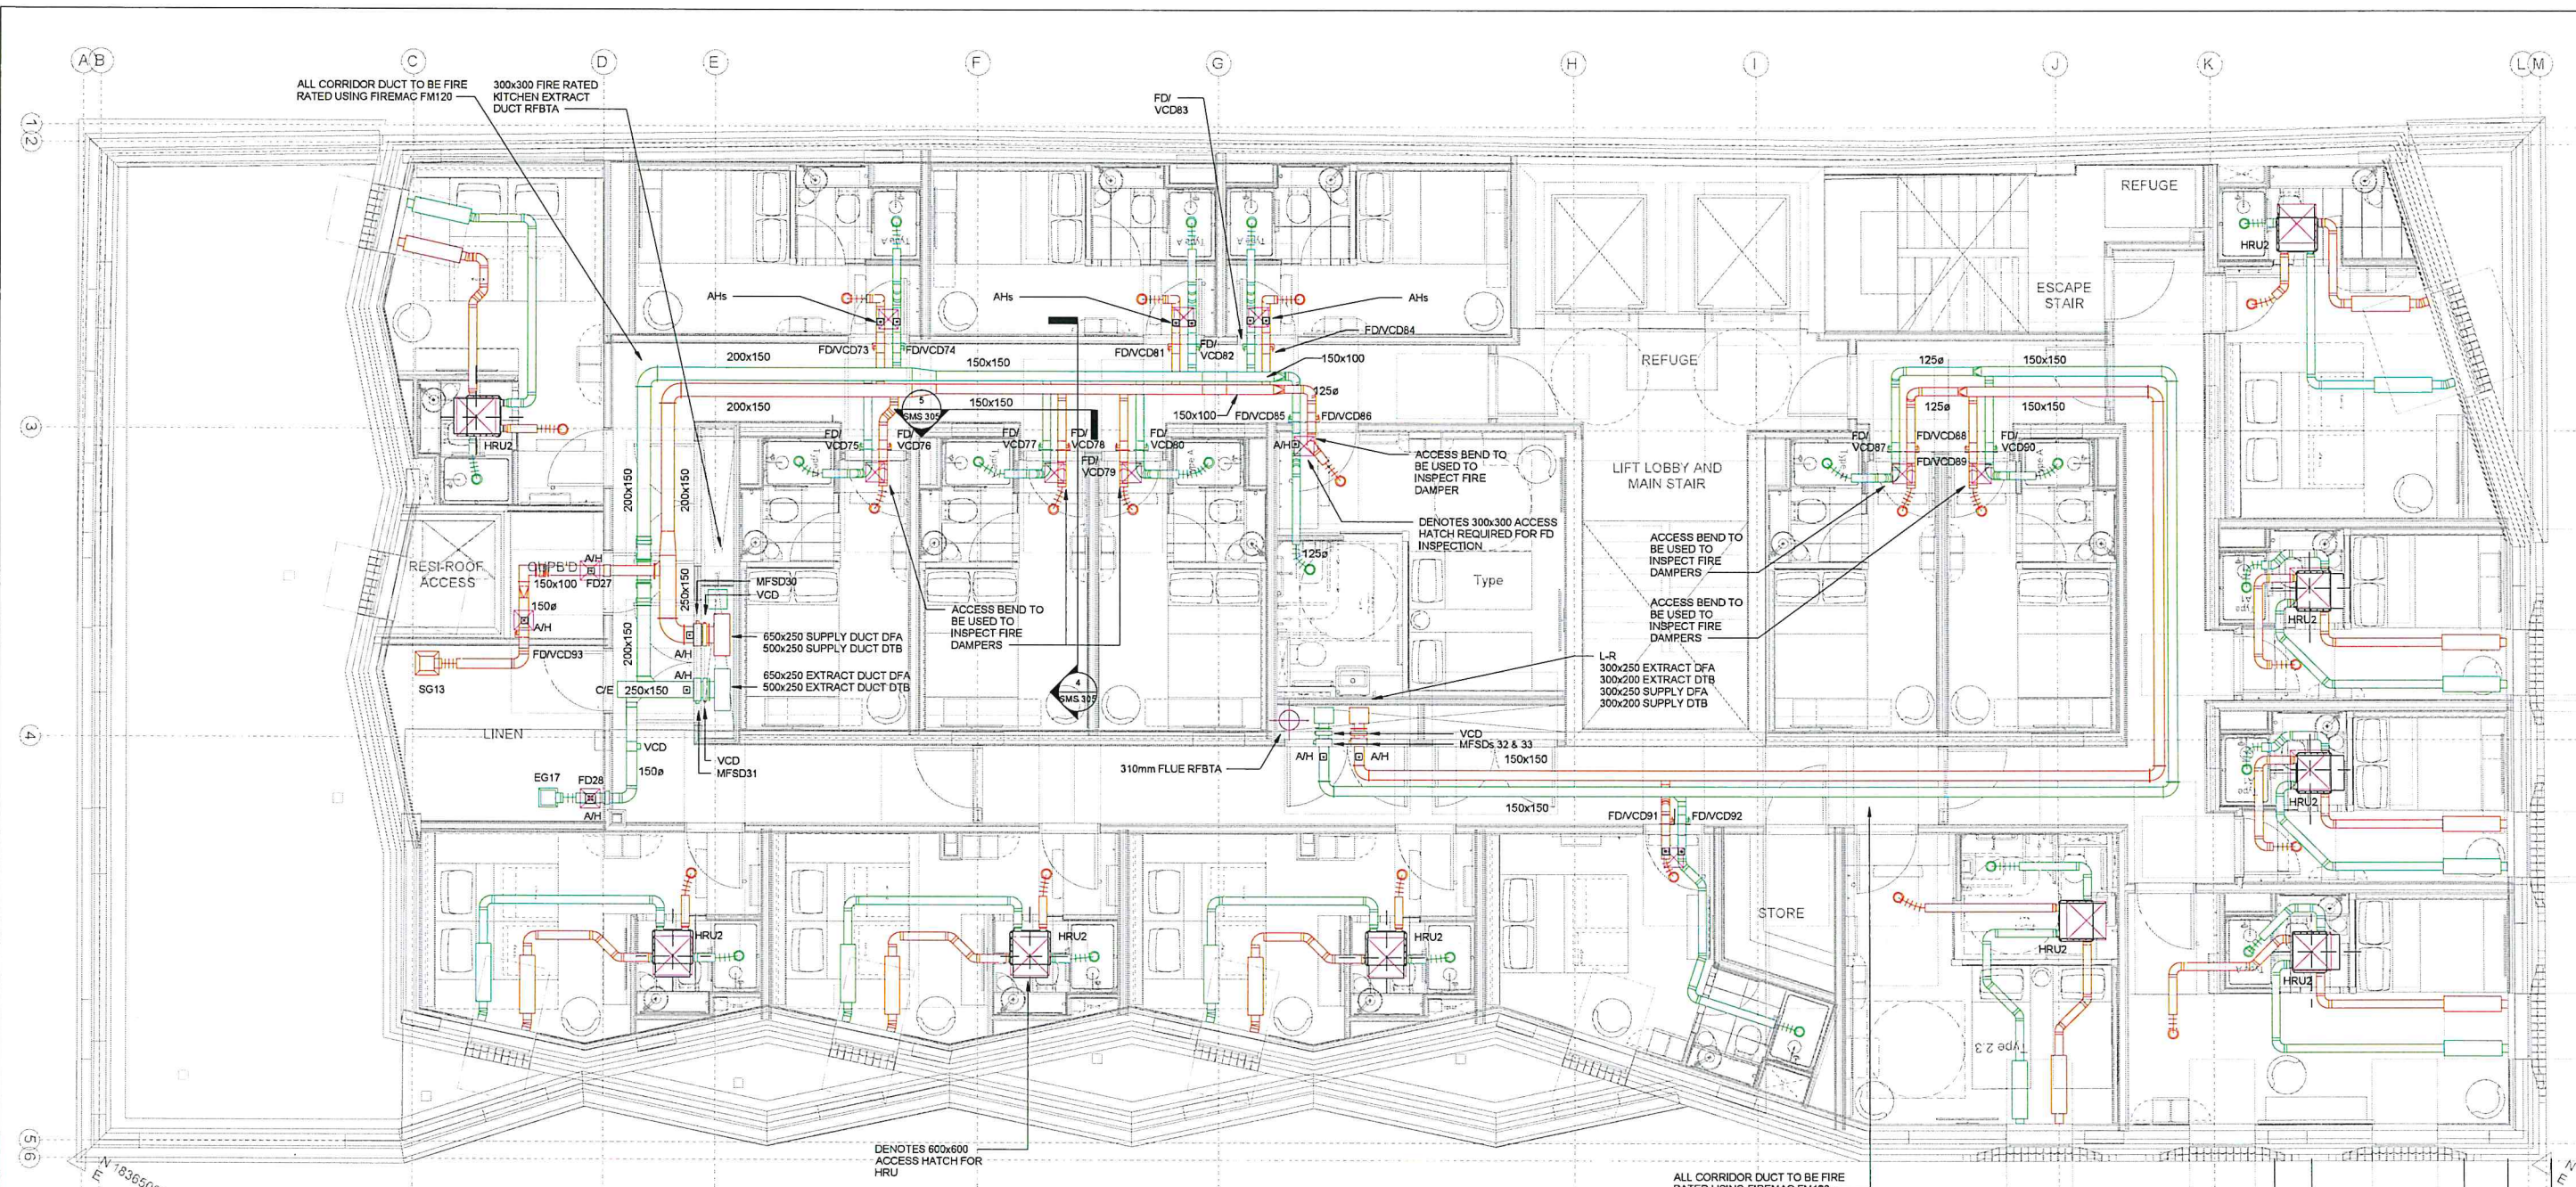 A
B
C
D
E
F
G
H
I
J
K
L
M
1
2
3
4
5
6
ALL CORRIDOR DUCT TO BE FIRE
RATED USING FIREMAC FM120
300x300 FIRE RATED
KITCHEN EXTRACT
DUCT RFBTA
FD/
VCD83
REFUGE
HRU2
ESCAPE
STAIR
AHs
AHs
AHs
Type A
Type A
Type A
FD/VCD84
FD/VCD73
FD/VCD74
FD/VCD81
FD/
VCD82
200x150
150x150
150x100
REFUGE
125ø
150x150
200x150
150x150
150x100
125ø
125ø
150x150
5
SMS 305
FD/VCD85
FD/VCD86
HRU2
FD/
VCD75
FD/
VCD76
FD/
VCD77
FD/
VCD78
FD/
VCD79
FD/
VCD80
A/H
ACCESS BEND TO
BE USED TO
INSPECT FIRE
DAMPER
LIFT LOBBY AND
MAIN STAIR
FD/
VCD87
FD/VCD88
FD/VCD89
FD/
VCD90
Type A
200x150
200x150
DENOTES 300x300 ACCESS
HATCH REQUIRED FOR FD
INSPECTION
125ø
Type
ACCESS BEND TO
BE USED TO
INSPECT FIRE
DAMPERS
RESI-ROOF
ACCESS
CUPB'D
A/H
FD27
150x100
150ø
A/H
250x150
MFSD30
VCD
ACCESS BEND TO
BE USED TO
INSPECT FIRE
DAMPERS
ACCESS BEND TO
BE USED TO
INSPECT FIRE
DAMPERS
HRU2
200x150
650x250 SUPPLY DUCT DFA
500x250 SUPPLY DUCT DTB
A/H
FD/VCD93
SG13
A/H
C/E
250x150
650x250 EXTRACT DUCT DFA
500x250 EXTRACT DUCT DTB
4
SMS 305
L-R
300x250 EXTRACT DFA
300x200 EXTRACT DTB
300x250 SUPPLY DFA
300x200 SUPPLY DTB
LINEN
VCD
150ø
VCD
MFSD31
VCD
MFSDs 32 & 33
A/H
A/H
150x150
310mm FLUE RFBTA
EG17
FD28
A/H
150x150
HRU2
FD/VCD91
FD/VCD92
HRU2
HRU2
HRU2
STORE
HRU2
HRU2
Type 2.3
DENOTES 600x600
ACCESS HATCH FOR
HRU
ALL CORRIDOR DUCT TO BE FIRE
N
E
N
E